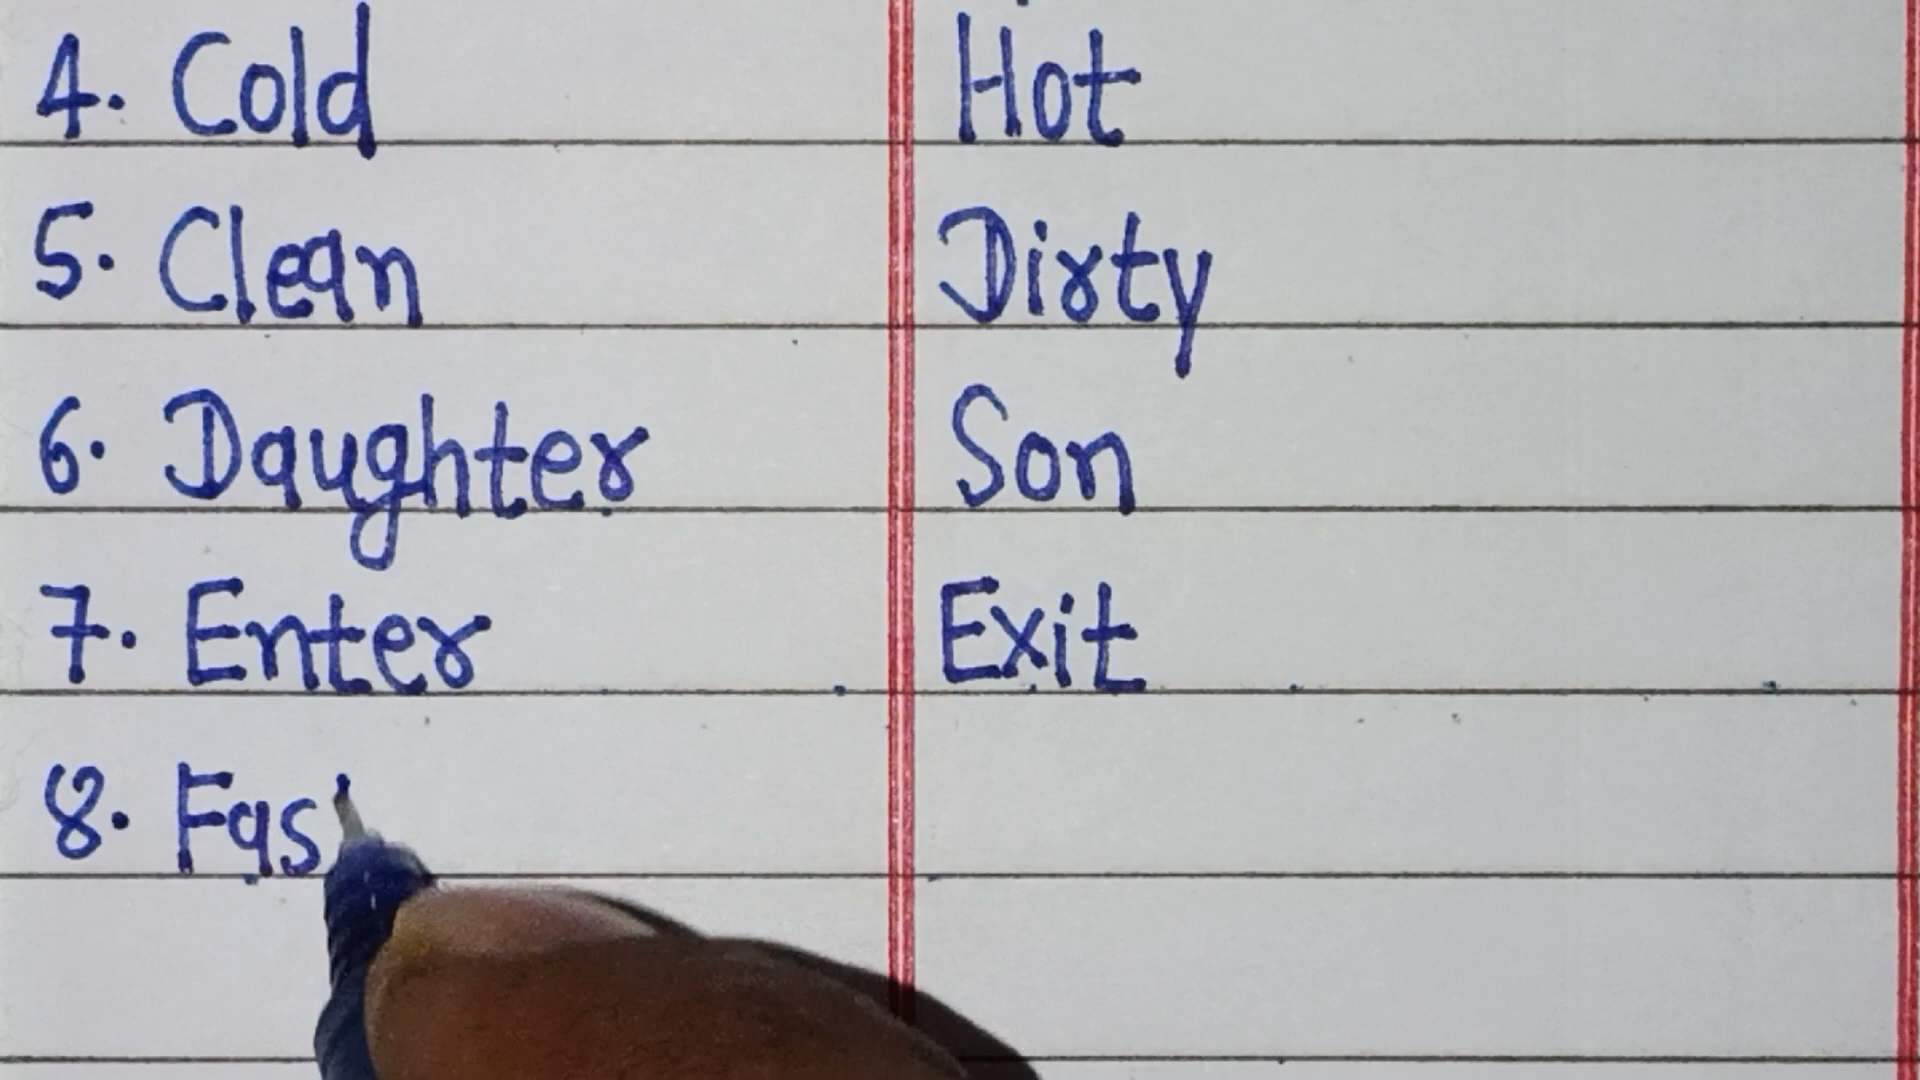 4. Cold Hot
5. Clean Dirty
6. Daughter Son
7. Enter Exit
8. Fas